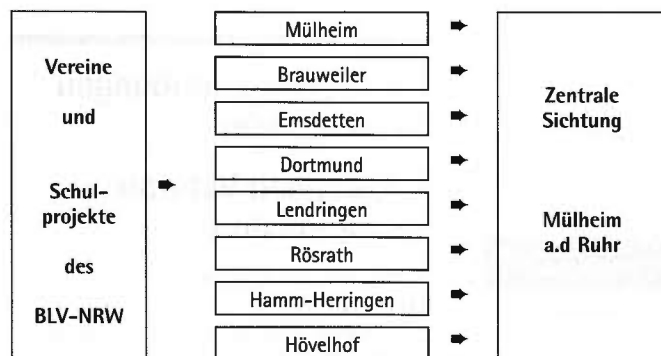 Vereine
und
Schul-
projekte
des
BLV-NRW
Mülheim
Brauweiler
Emsdetten
Dortmund
Lendringen
Rösrath
Hamm-Herringen
Hövelhof
Zentrale
Sichtung
Mülheim
a.d Ruhr